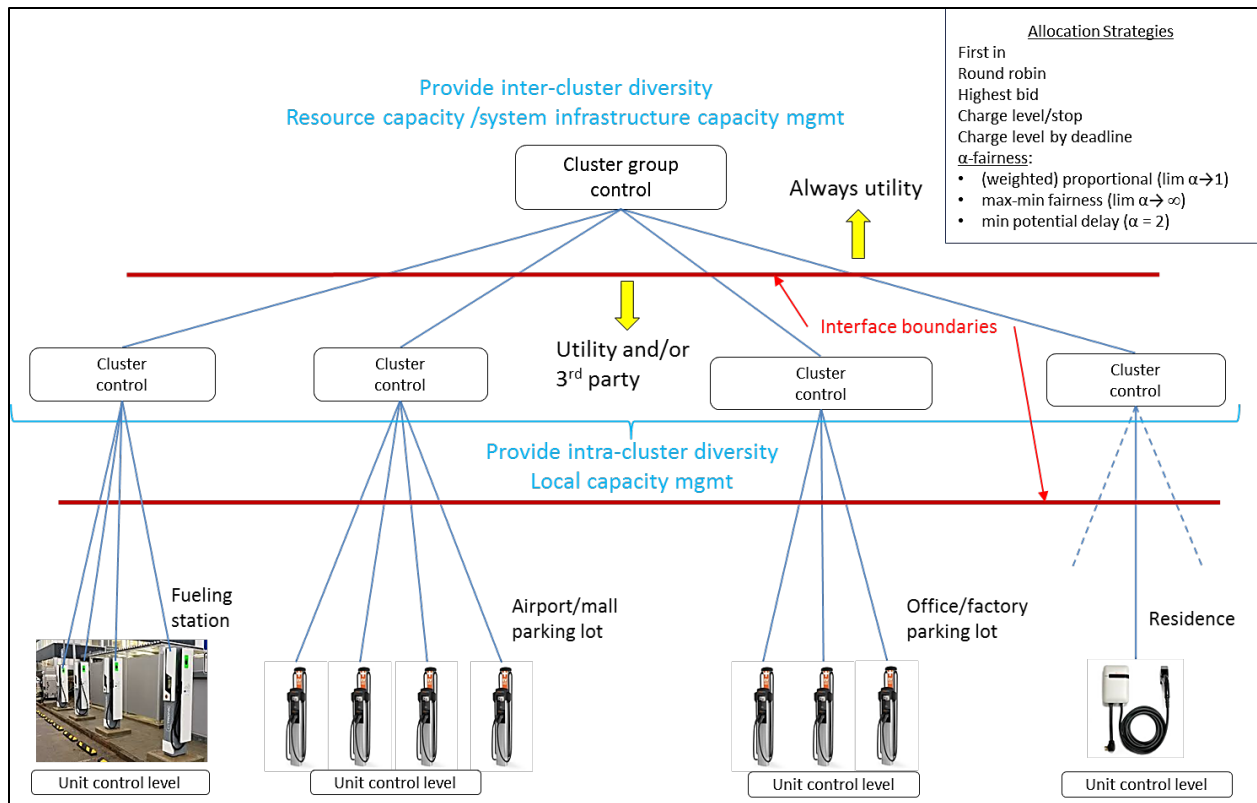 Allocation Strategies
First in
Round robin
Highest bid
Charge level/stop
Charge level by deadline
α-fairness:
• (weighted) proportional (lim α→1)
• max-min fairness (lim α→ ∞)
• min potential delay (α = 2)
Provide inter-cluster diversity
Resource capacity /system infrastructure capacity mgmt
Cluster group
control
Always utility
Interface boundaries
Utility and/or
3rd party
Cluster
control
Cluster
control
Cluster
control
Cluster
control
Provide intra-cluster diversity
Local capacity mgmt
Fueling
station
Airport/mall
parking lot
Office/factory
parking lot
Residence
Unit control level
Unit control level
Unit control level
Unit control level